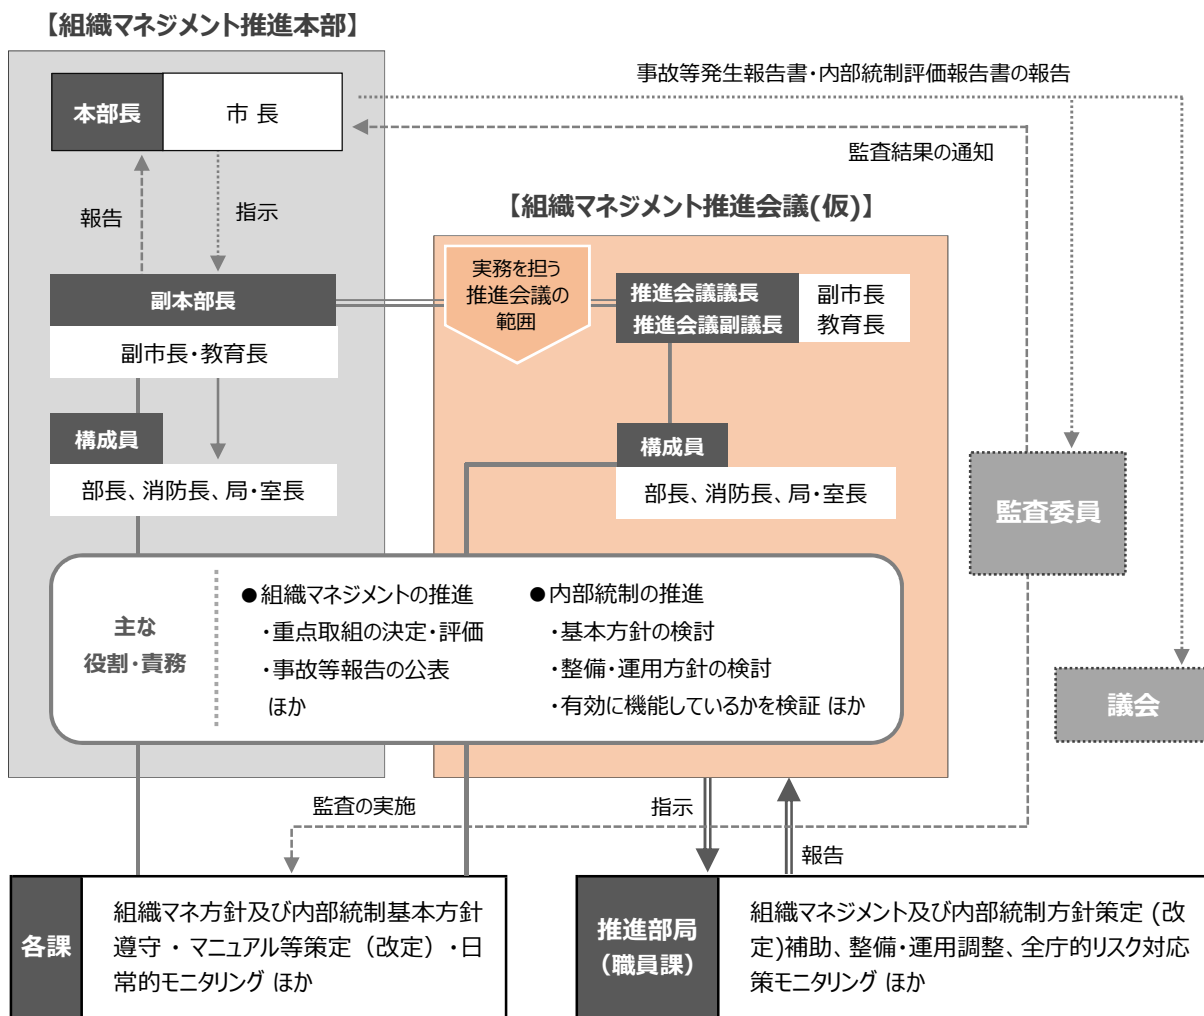 【組織マネジメント推進本部】
本部長
市 長
事故等発生報告書・内部統制評価報告書の報告
監査結果の通知
報告
指示
【組織マネジメント推進会議(仮)】
実務を担う
推進会議の
範囲
推進会議議長
推進会議副議長
副市長
教育長
副本部長
副市長・教育長
構成員
部長、消防長、局・室長
構成員
部長、消防長、局・室長
監査委員
主な
役割・責務
●組織マネジメントの推進
・重点取組の決定・評価
・事故等報告の公表
ほか
●内部統制の推進
・基本方針の検討
・整備・運用方針の検討
・有効に機能しているかを検証 ほか
議会
監査の実施
指示
報告
各課
組織マネ方針及び内部統制基本方針
遵守 ・ マニュアル等策定（改定）・日
常的モニタリング ほか
推進部局
（職員課）
組織マネジメント及び内部統制方針策定 (改
定)補助、整備・運用調整、全庁的リスク対応
策モニタリング ほか